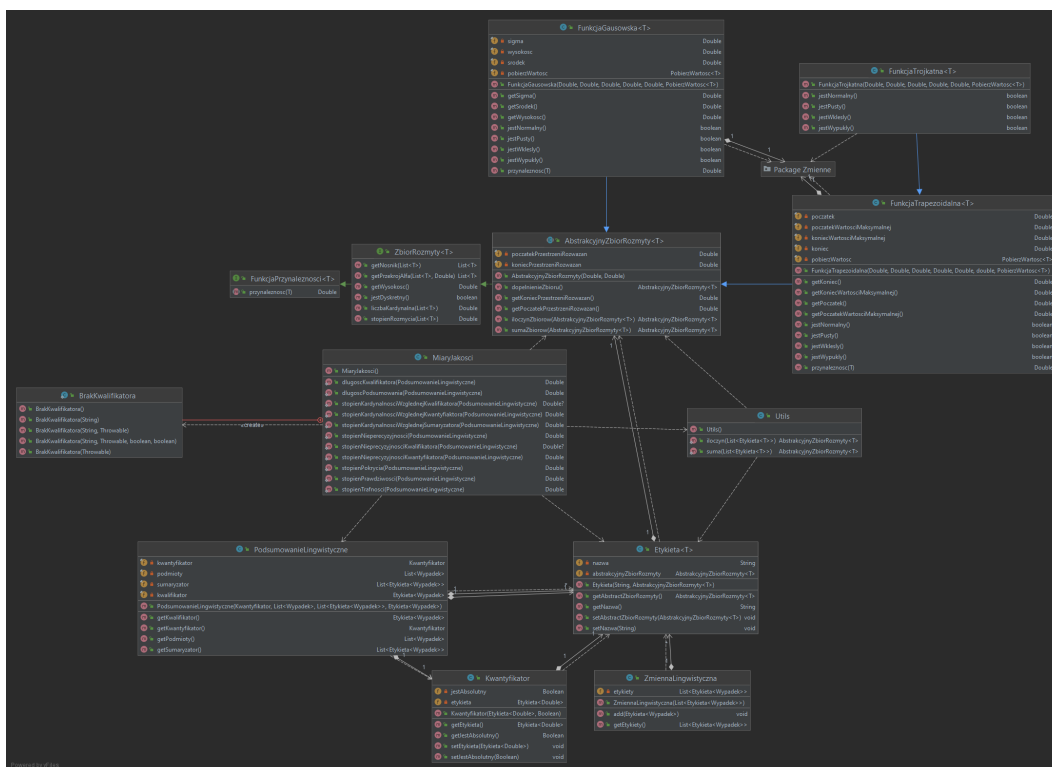 FunkcjaGausowska<T>
sigma Double
wysokosc Double
srodek Double
pobierzWartosc PobierzWartosc<T>
FunkcjaGausowska(Double, Double, Double, Double, Double, PobierzWartosc<T>)
getSigma() Double
getSrodek() Double
getWysokosc() Double
jestNormalny() boolean
jestPusty() boolean
jestWklesly() boolean
jestWypukly() boolean
przynaleznosc(T) Double
FunkcjaTrojkatna<T>
FunkcjaTrojkatna(Double, Double, Double, Double, Double, PobierzWartosc<T>)
jestNormalny() boolean
jestPusty() boolean
jestWklesly() boolean
jestWypukly() boolean
Package Zmienne
FunkcjaTrapezoidalna<T>
poczatek Double
poczatekWartosciMaksymalnej Double
koniecWartosciMaksymalnej Double
koniec Double
pobierzWartosc PobierzWartosc<T>
FunkcjaTrapezoidalna(Double, Double, Double, Double, Double, double, PobierzWartosc<T>)
getKoniec() Double
getKoniecWartosciMaksymalnej() Double
getPoczatek() Double
getPoczatekWartosciMaksymalnej() Double
jestNormalny() boolean
jestPusty() boolean
jestWklesly() boolean
jestWypukly() boolean
przynaleznosc(T) Double
AbstrakcyjnyZbiorRozmyty<T>
poczatekPrzestrzeniRozwazan Double
koniecPrzestrzeniRozwazan Double
AbstrakcyjnyZbiorRozmyty(Double, Double)
dopelnienieZbioru() AbstrakcyjnyZbiorRozmyty<T>
getKoniecPrzestrzeniRozwazan() Double
getPoczatekPrzestrzeniRozwazan() Double
iloczynZbiorow(AbstrakcyjnyZbiorRozmyty<T>) AbstrakcyjnyZbiorRozmyty<T>
sumaZbiorow(AbstrakcyjnyZbiorRozmyty<T>) AbstrakcyjnyZbiorRozmyty<T>
ZbiorRozmyty<T>
getNosnik(List<T>) List<T>
getPrzekrojAlfa(List<T>, Double) List<T>
getWysokosc() Double
jestDyskretny() boolean
liczbaKardynalna(List<T>) Double
stopienRozmycia(List<T>) Double
FunkcjaPrzynaleznosci<T>
przynaleznosc(T) Double
MiaryJakosci
MiaryJakosci()
dlugoscKwalifikatora(PodsumowanieLingwistyczne) Double
dlugoscPodsumowania(PodsumowanieLingwistyczne) Double
stopienKardynalnosciWzglednejKwalifikatora(PodsumowanieLingwistyczne) Double?
stopienKardynalnosciWzglednejKwantyfiaktora(PodsumowanieLingwistyczne) Double
stopienKardynalnosciWzglednejSumaryzatora(PodsumowanieLingwistyczne) Double
stopienNieprecyzyjnosci(PodsumowanieLingwistyczne) Double
stopienNieprecyzyjnosciKwalifikatora(PodsumowanieLingwistyczne) Double?
stopienNieprecyzyjnosciKwantyfikatora(PodsumowanieLingwistyczne) Double
stopienPokrycia(PodsumowanieLingwistyczne) Double
stopienPrawdziwosci(PodsumowanieLingwistyczne) Double
stopienTrafnosci(PodsumowanieLingwistyczne) Double
BrakKwalifikatora
BrakKwalifikatora()
BrakKwalifikatora(String)
BrakKwalifikatora(String, Throwable)
BrakKwalifikatora(String, Throwable, boolean, boolean)
BrakKwalifikatora(Throwable)
«create»
Utils
Utils()
iloczyn(List<Etykieta<T>>) AbstrakcyjnyZbiorRozmyty<T>
suma(List<Etykieta<T>>) AbstrakcyjnyZbiorRozmyty<T>
PodsumowanieLingwistyczne
kwantyfikator Kwantyfikator
podmioty List<Wypadek>
sumaryzator List<Etykieta<Wypadek>>
kwalifikator Etykieta<Wypadek>
PodsumowanieLingwistyczne(Kwantyfikator, List<Wypadek>, List<Etykieta<Wypadek>>, Etykieta<Wypadek>)
getKwalifikator() Etykieta<Wypadek>
getKwantyfikator() Kwantyfikator
getPodmioty() List<Wypadek>
getSumaryzator() List<Etykieta<Wypadek>>
Etykieta<T>
nazwa String
abstrakcyjnyZbiorRozmyty AbstrakcyjnyZbiorRozmyty<T>
Etykieta(String, AbstrakcyjnyZbiorRozmyty<T>)
getAbstractZbiorRozmyty() AbstrakcyjnyZbiorRozmyty<T>
getNazwa() String
setAbstractZbiorRozmyty(AbstrakcyjnyZbiorRozmyty<T>) void
setNazwa(String) void
Kwantyfikator
jestAbsolutny Boolean
etykieta Etykieta<Double>
Kwantyfikator(Etykieta<Double>, Boolean)
getEtykieta() Etykieta<Double>
getJestAbsolutny() Boolean
setEtykieta(Etykieta<Double>) void
setJestAbsolutny(Boolean) void
ZmiennaLingwistyczna
etykiety List<Etykieta<Wypadek>>
ZmiennaLingwistyczna(List<Etykieta<Wypadek>>)
add(Etykieta<Wypadek>) void
getEtykiety() List<Etykieta<Wypadek>>
Powered by yFiles